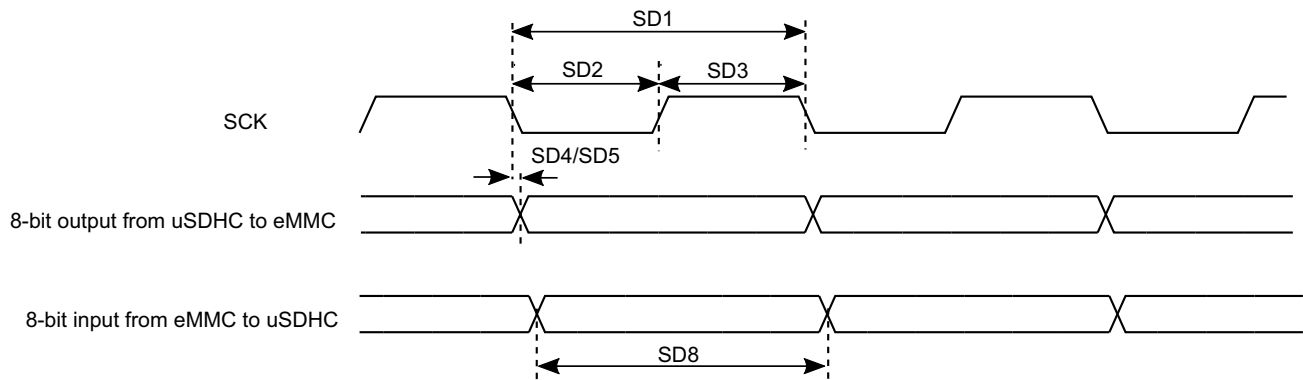 SD1
SD2
SD3
SCK
SD4/SD5
8-bit output from uSDHC to eMMC
8-bit input from eMMC to uSDHC
SD8